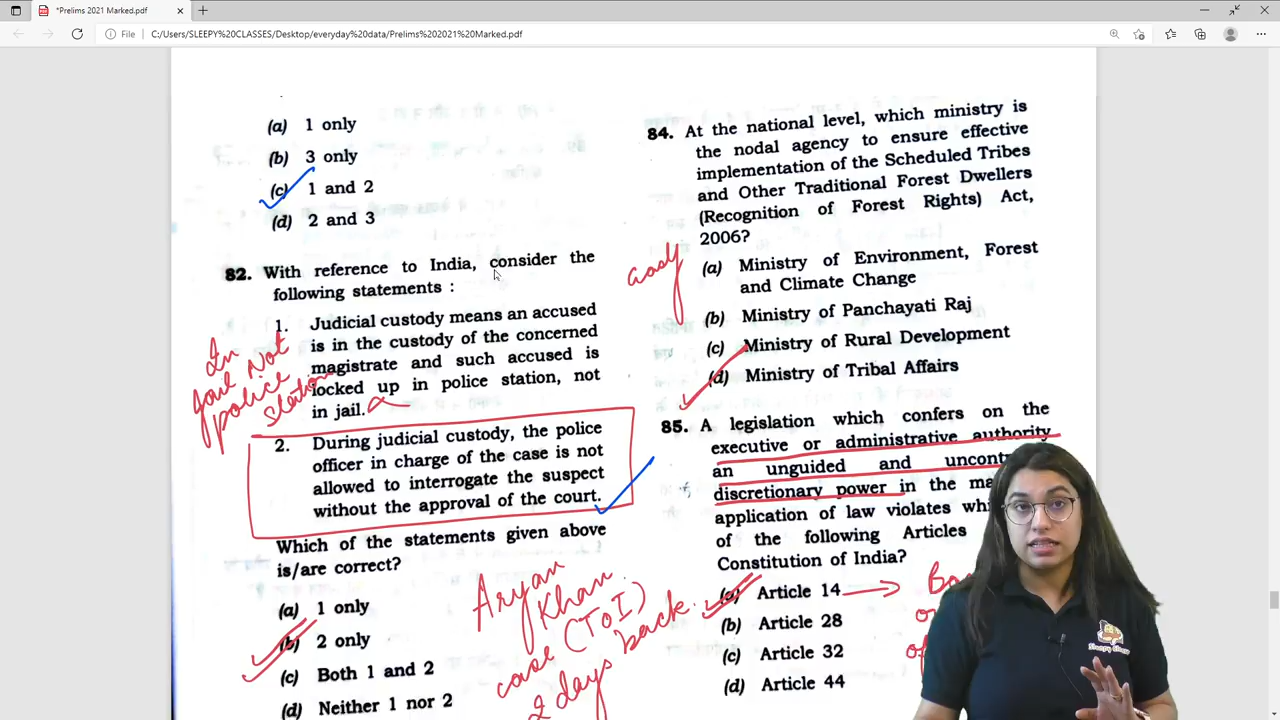 *Prelims 2021 Marked.pdf
File
C:/Users/SLEEPY%20CLASSES/Desktop/everyday%20data/Prelims%202021%20Marked.pdf
(a) 1 only
(b) 3 only
(c) 1 and 2
(d) 2 and 3
82. With reference to India, consider the
following statements :
1. Judicial custody means an accused
is in the custody of the concerned
magistrate and such accused is
locked up in police station, not
in jail.
In
jail Not
police
station
2. During judicial custody, the police
officer in charge of the case is not
allowed to interrogate the suspect
without the approval of the court.
Which of the statements given above
is/are correct?
(a) 1 only
(b) 2 only
(c) Both 1 and 2
(d) Neither 1 nor 2
Aryan
Khan
case (ToI)
2 days back.
84. At the national level, which ministry is
the nodal agency to ensure effective
implementation of the Scheduled Tribes
and Other Traditional Forest Dwellers
(Recognition of Forest Rights) Act,
2006?
easy
(a) Ministry of Environment, Forest
and Climate Change
(b) Ministry of Panchayati Raj
(c) Ministry of Rural Development
(d) Ministry of Tribal Affairs
85. A legislation which confers on the
executive or administrative authority
an unguided and
discretionary power in the
application of law violates
of the following Articles
Constitution of India?
(a) Article 14
(b) Article 28
(c) Article 32
(d) Article 44
Sleepy Classes